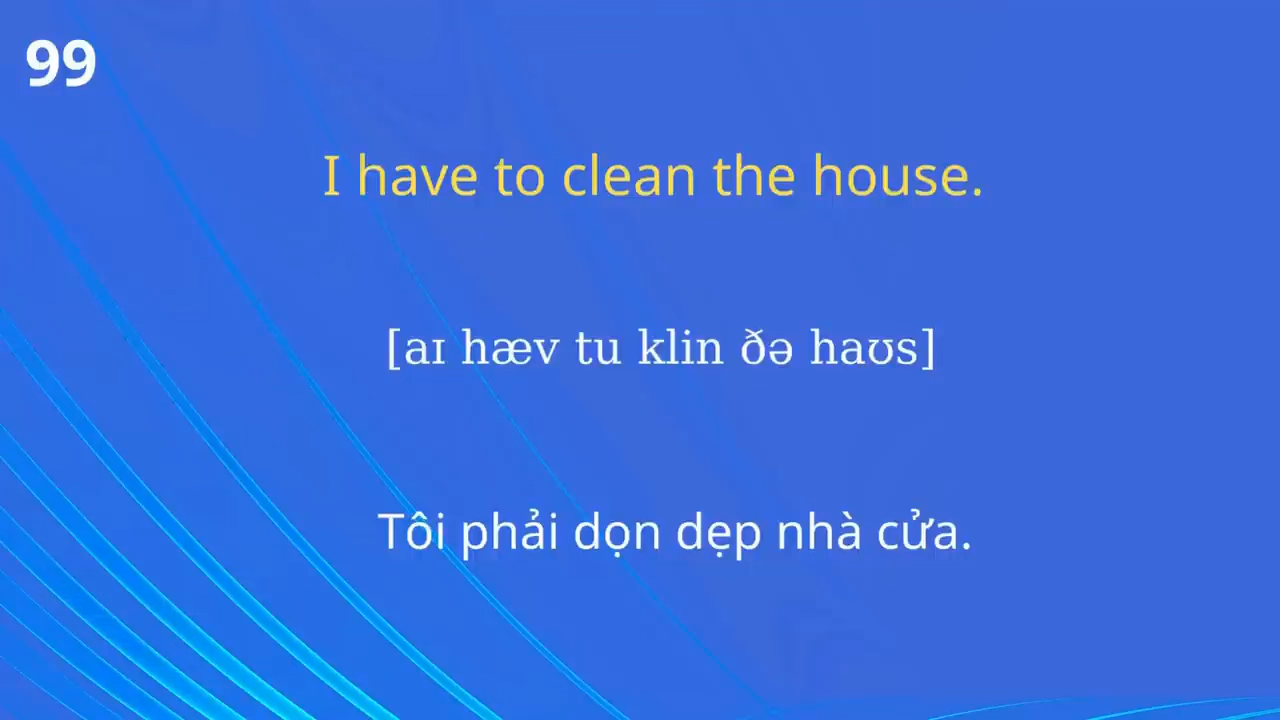 99
I have to clean the house.
[aɪ hæv tu klin ðə haʊs]
Tôi phải dọn dẹp nhà cửa.